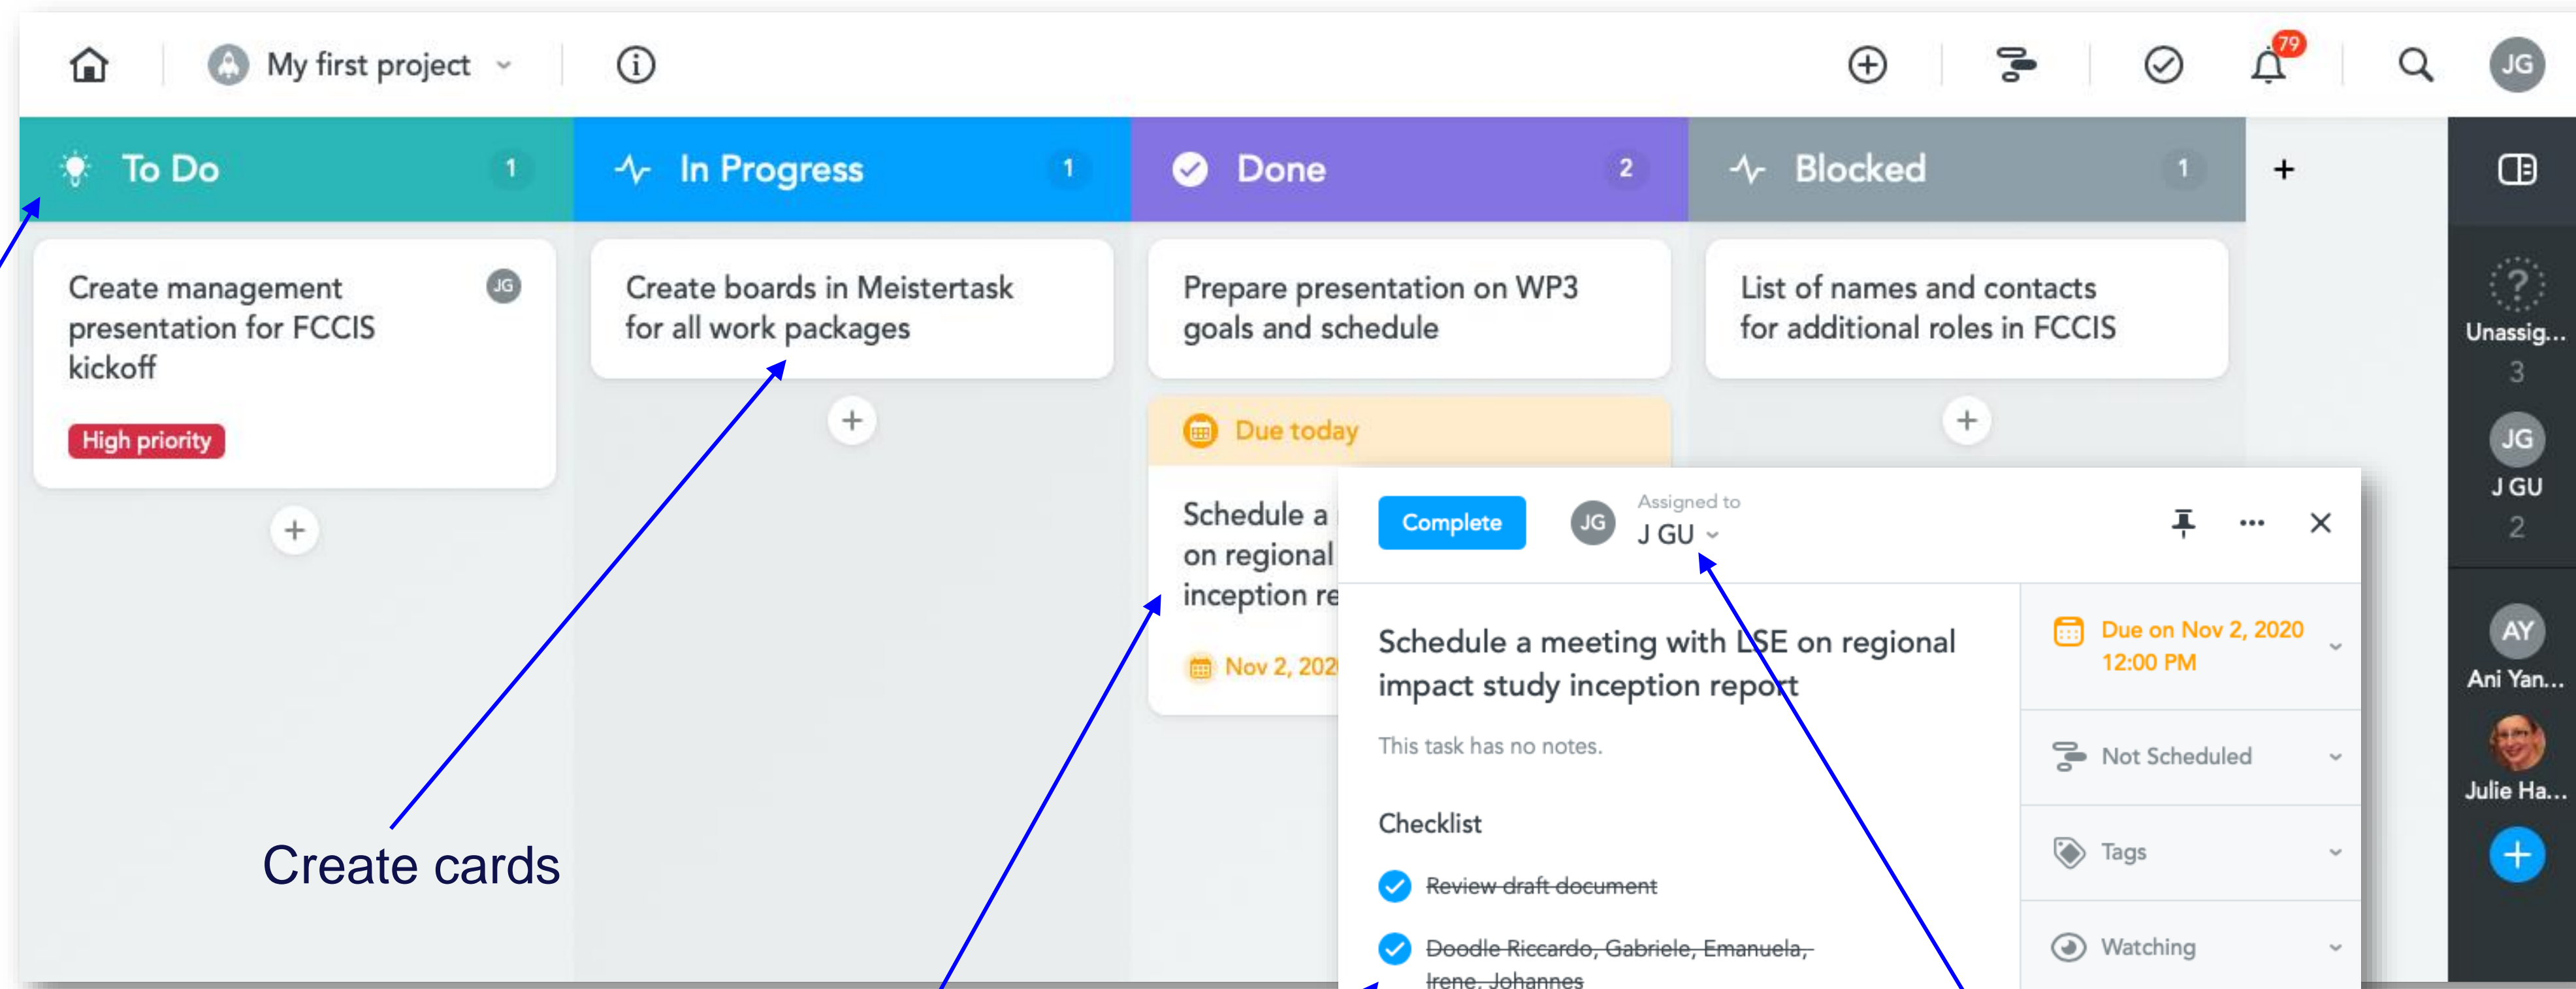 My first project
79
JG
To Do 1
In Progress 1
Done 2
Blocked 1
+
Create management
presentation for FCCIS
kickoff
JG
High priority
+
Create boards in Meistertask
for all work packages
+
Prepare presentation on WP3
goals and schedule
Due today
Schedule a
on regional
inception re
Nov 2, 202
List of names and contacts
for additional roles in FCCIS
+
?
Unassig...
3
JG
J GU
2
AY
Ani Yan...
Julie Ha...
+
Complete
JG
Assigned to
J GU
Schedule a meeting with LSE on regional
impact study inception report
This task has no notes.
Checklist
Review draft document
Doodle Riccardo, Gabriele, Emanuela,
Irene, Johannes
Due on Nov 2, 2020
12:00 PM
Not Scheduled
Tags
Watching
Create cards